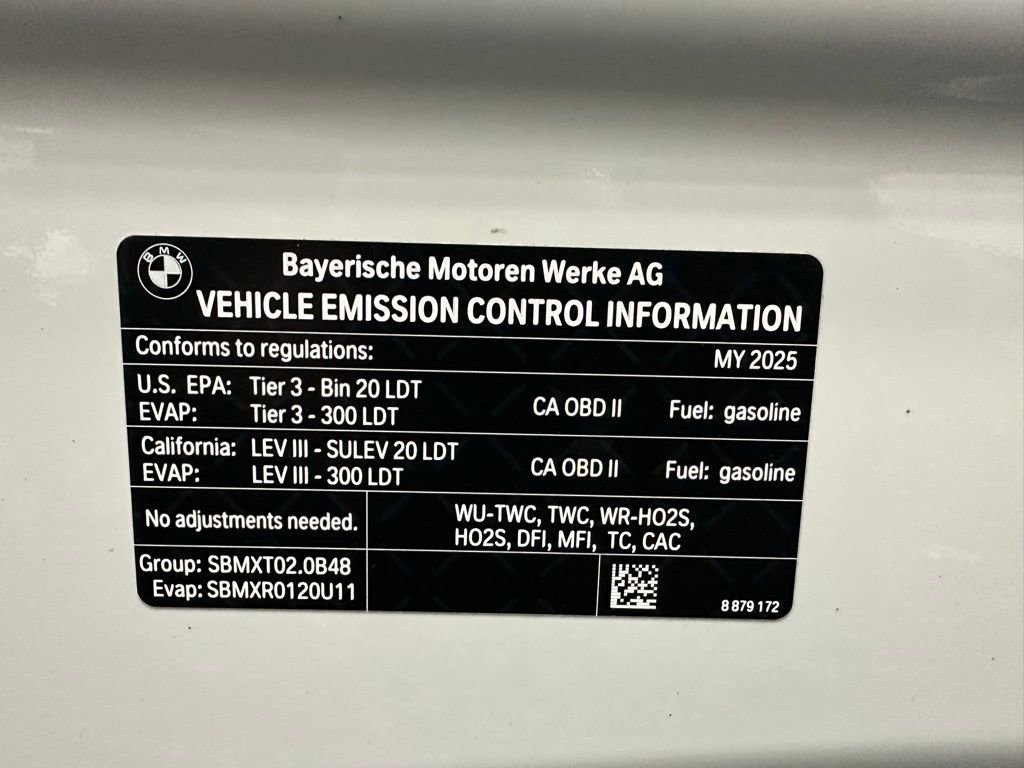 BMW
Bayerische Motoren Werke AG
VEHICLE EMISSION CONTROL INFORMATION
Conforms to regulations: MY 2025
U.S. EPA: Tier 3 - Bin 20 LDT
EVAP: Tier 3 - 300 LDT CA OBD II Fuel: gasoline
California: LEV III - SULEV 20 LDT
EVAP: LEV III - 300 LDT CA OBD II Fuel: gasoline
No adjustments needed.
WU-TWC, TWC, WR-HO2S,
HO2S, DFI, MFI, TC, CAC
Group: SBMXT02.0B48
Evap: SBMXR0120U11
8 879 172